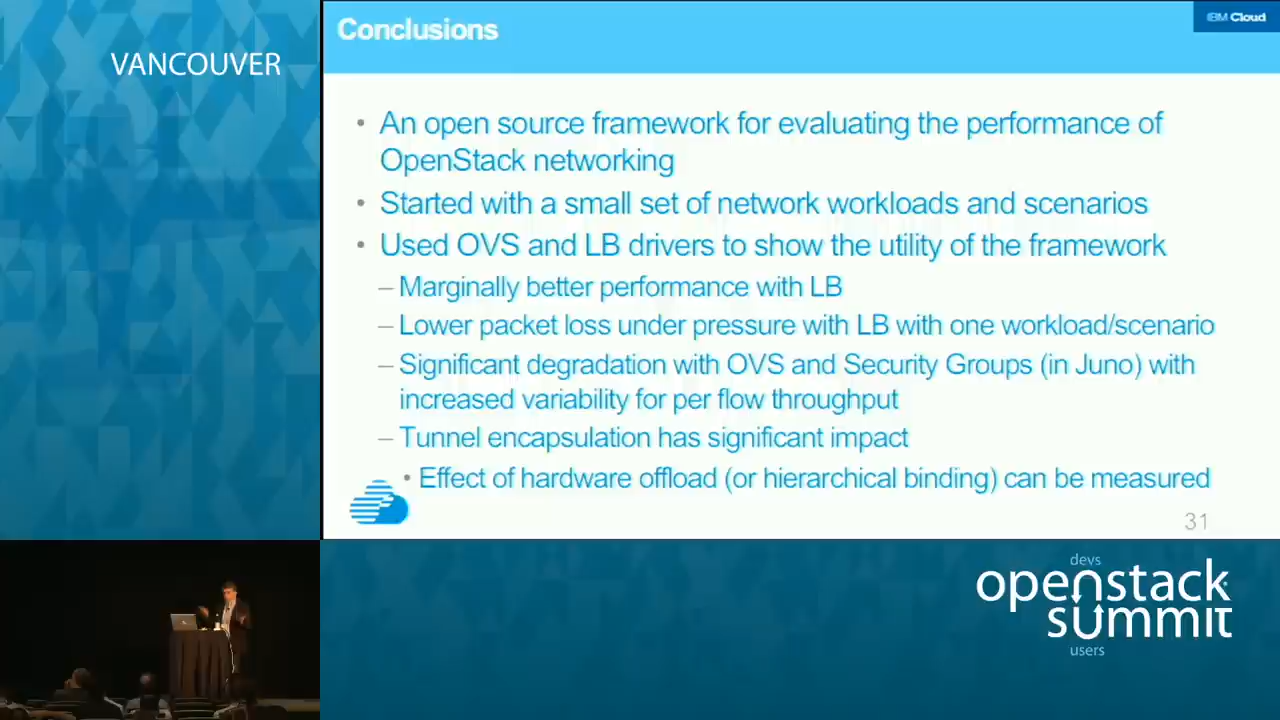 VANCOUVER
Conclusions
IBM Cloud
• An open source framework for evaluating the performance of
OpenStack networking
• Started with a small set of network workloads and scenarios
• Used OVS and LB drivers to show the utility of the framework
– Marginally better performance with LB
– Lower packet loss under pressure with LB with one workload/scenario
– Significant degradation with OVS and Security Groups (in Juno) with
increased variability for per flow throughput
– Tunnel encapsulation has significant impact
• Effect of hardware offload (or hierarchical binding) can be measured
31
devs
openstack
summit
users